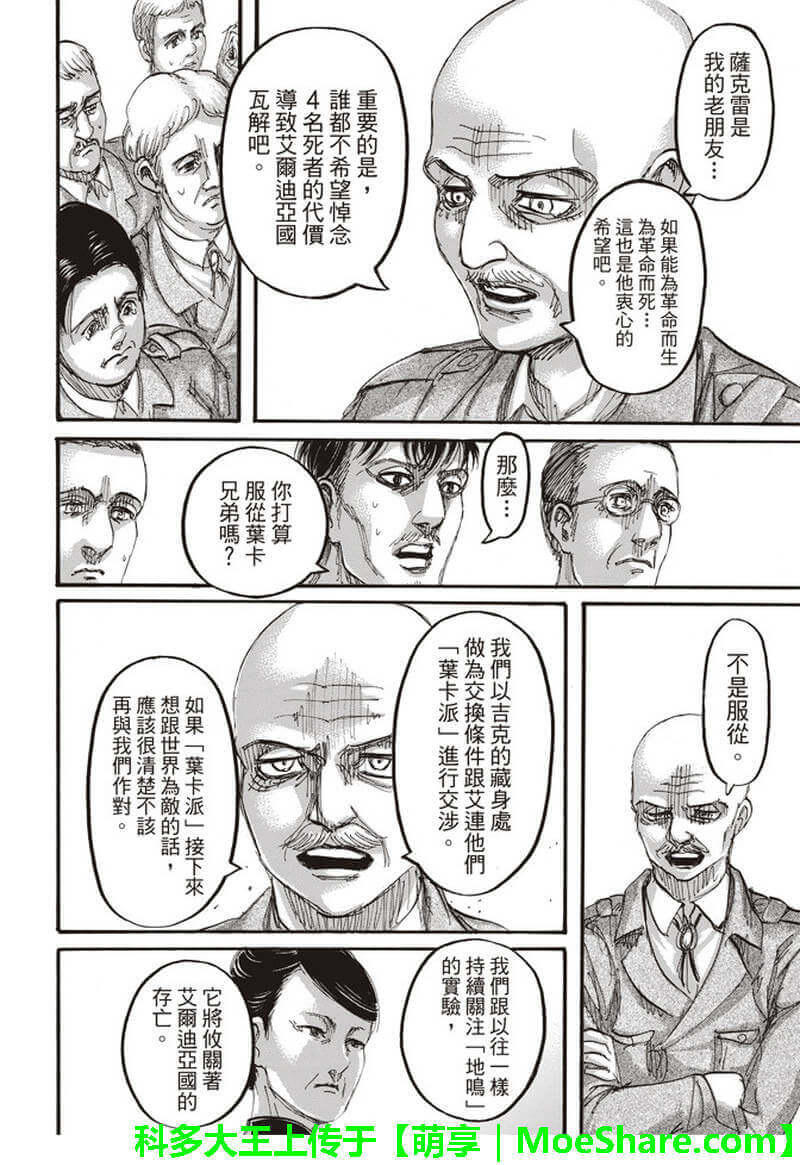 薩克雷是
我的老朋友…
如果能為革命而生
為革命而死…
這也是他衷心的
希望吧。
重要的是，
誰都不希望悼念
４名死者的代價
導致艾爾迪亞國
瓦解吧。
那麼…
你打算
服從葉卡
兄弟嗎？
不是服從。
我們以吉克的藏身處
做為交換條件跟艾連他們
「葉卡派」進行交涉。
如果「葉卡派」接下來
想跟世界為敵的話，
應該很清楚不該
再與我們作對。
我們跟以往一樣
持續關注「地鳴」
的實驗，
它將攸關著
艾爾迪亞國的
存亡。
科多大王上传于【萌享 | MoeShare.com】